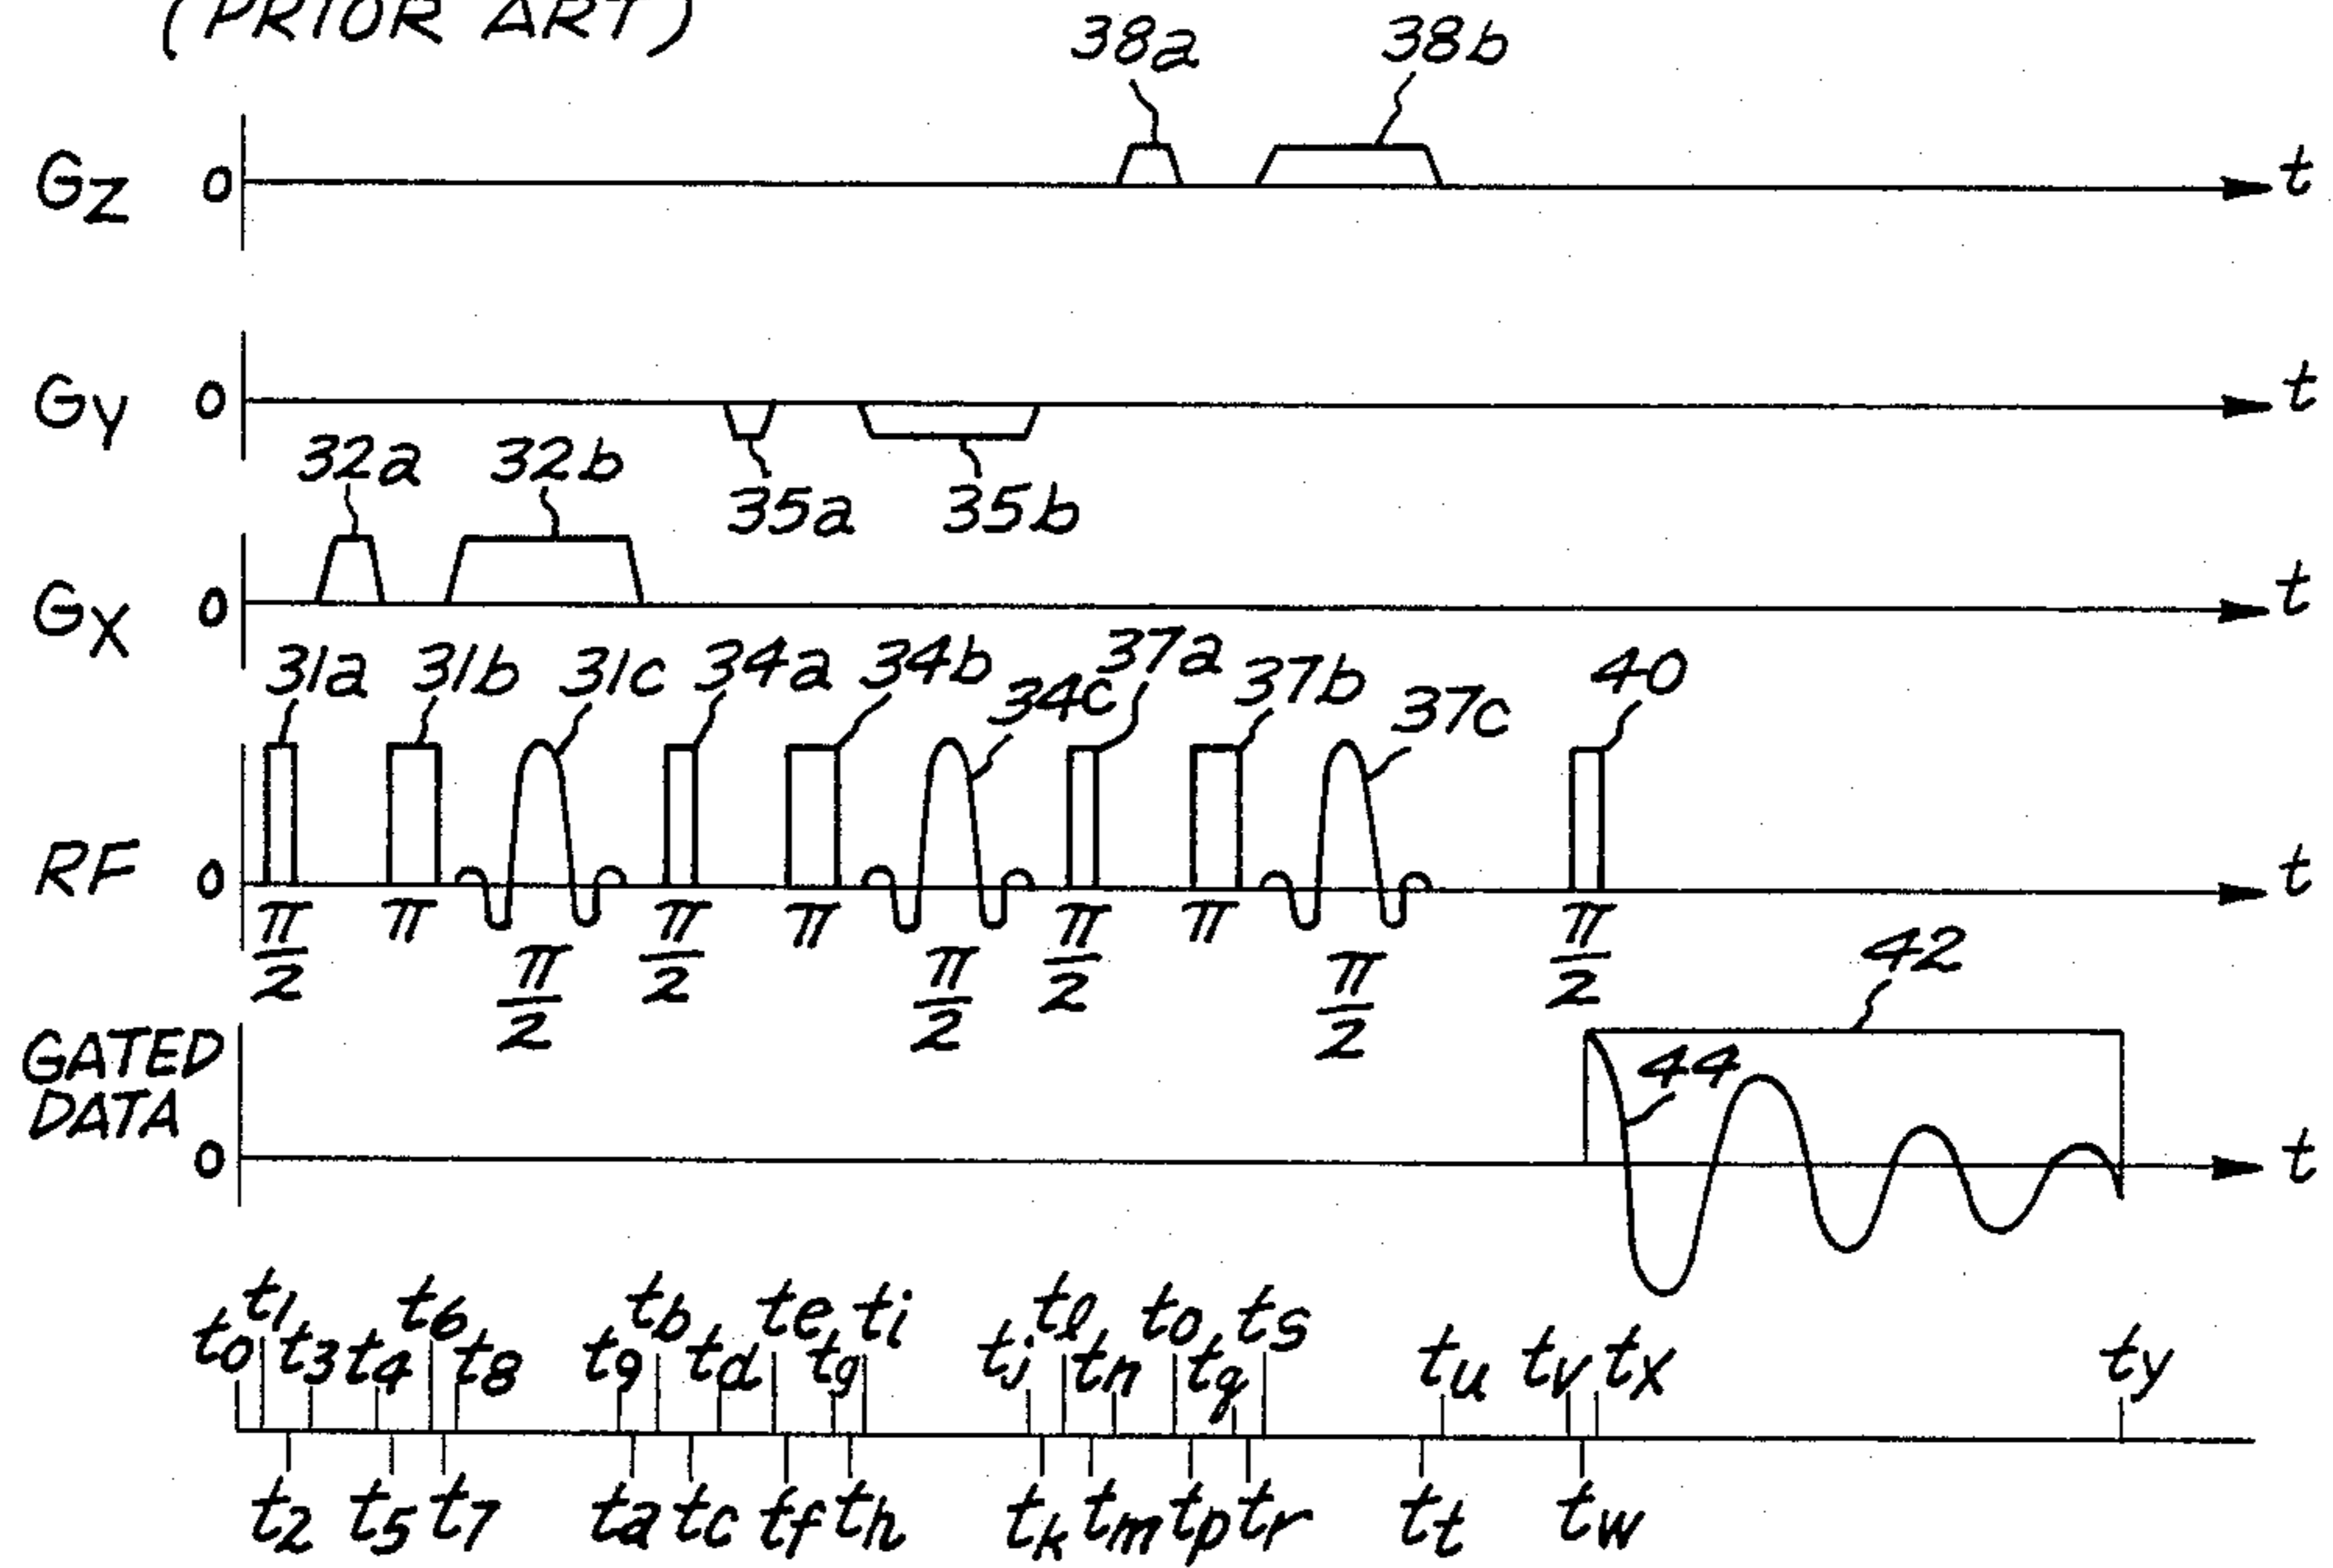 (PRIOR ART)
38a 38b
GZ 0 t
GY 0 t
32a 32b
35a 35b
GX 0 t
31a 31b 31c 34a 34b 34c 37a 37b 37c 40
RF 0 t
π/2 π π/2 π/2 π π/2 π/2 π π/2 π/2
42
GATED
DATA
44
0 t
t0 t1 t3 t4 t6 t8 t9 tb td te tg ti tj tl tn to tq ts tu tv tx ty
t2 t5 t7 ta tc tf th tk tm tp tr tt tw